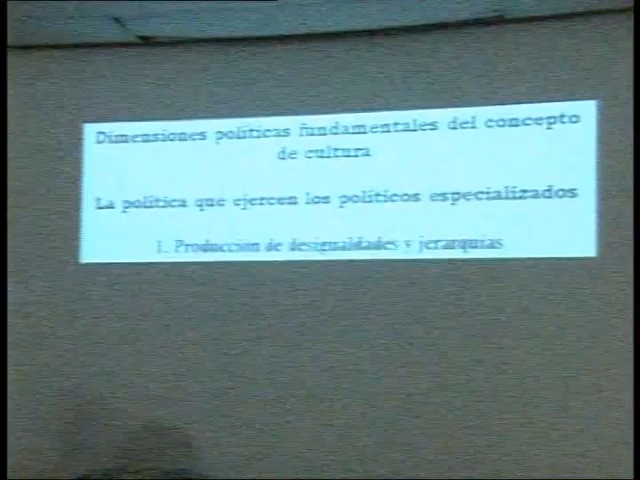 Dimensiones políticas fundamentales del concepto
de cultura
La política que ejercen los políticos especializados
1. Producción de desigualdades y jerarquías